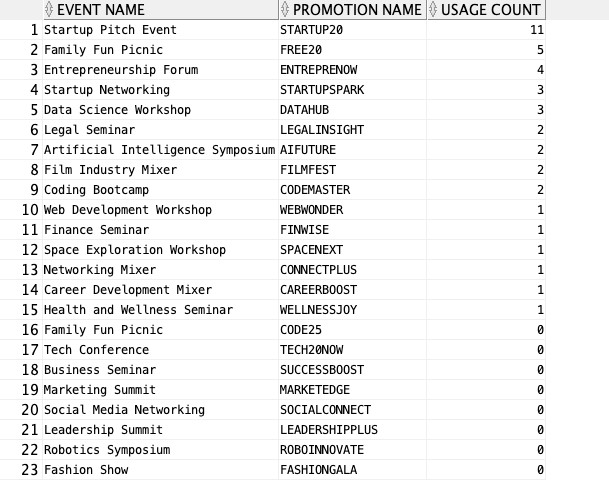 EVENT NAME PROMOTION NAME USAGE COUNT
1 Startup Pitch Event STARTUP20 11
2 Family Fun Picnic FREE20 5
3 Entrepreneurship Forum ENTREPRENOW 4
4 Startup Networking STARTUPSPARK 3
5 Data Science Workshop DATAHUB 3
6 Legal Seminar LEGALINSIGHT 2
7 Artificial Intelligence Symposium AIFUTURE 2
8 Film Industry Mixer FILMFEST 2
9 Coding Bootcamp CODEMASTER 2
10 Web Development Workshop WEBWONDER 1
11 Finance Seminar FINWISE 1
12 Space Exploration Workshop SPACENEXT 1
13 Networking Mixer CONNECTPLUS 1
14 Career Development Mixer CAREERBOOST 1
15 Health and Wellness Seminar WELLNESSJOY 1
16 Family Fun Picnic CODE25 0
17 Tech Conference TECH20NOW 0
18 Business Seminar SUCCESSBOOST 0
19 Marketing Summit MARKETEDGE 0
20 Social Media Networking SOCIALCONNECT 0
21 Leadership Summit LEADERSHIPPLUS 0
22 Robotics Symposium ROBOINNOVATE 0
23 Fashion Show FASHIONGALA 0